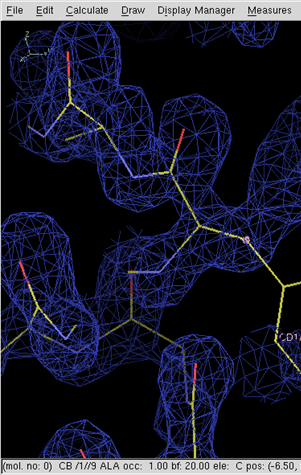 File Edit Calculate Draw Display Manager Measures
Z
CD1/
(mol. no: 0) CB /1//9 ALA occ: 1.00 bf: 20.00 ele: C pos: (-6.50,